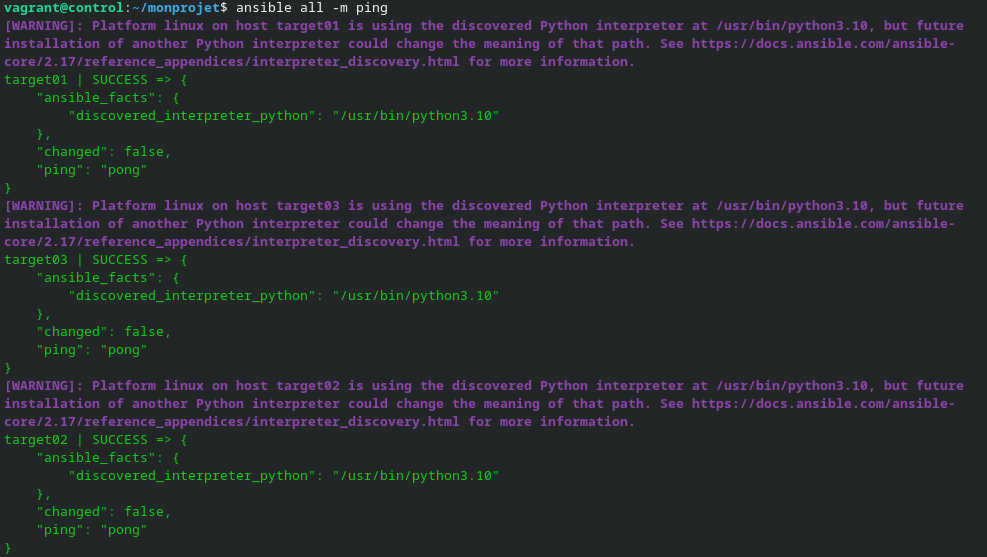 vagrant@control:~/monprojet$ ansible all -m ping
[WARNING]: Platform linux on host target01 is using the discovered Python interpreter at /usr/bin/python3.10, but future
installation of another Python interpreter could change the meaning of that path. See https://docs.ansible.com/ansible-
core/2.17/reference_appendices/interpreter_discovery.html for more information.
target01 | SUCCESS => {
    "ansible_facts": {
        "discovered_interpreter_python": "/usr/bin/python3.10"
    },
    "changed": false,
    "ping": "pong"
}
[WARNING]: Platform linux on host target03 is using the discovered Python interpreter at /usr/bin/python3.10, but future
installation of another Python interpreter could change the meaning of that path. See https://docs.ansible.com/ansible-
core/2.17/reference_appendices/interpreter_discovery.html for more information.
target03 | SUCCESS => {
    "ansible_facts": {
        "discovered_interpreter_python": "/usr/bin/python3.10"
    },
    "changed": false,
    "ping": "pong"
}
[WARNING]: Platform linux on host target02 is using the discovered Python interpreter at /usr/bin/python3.10, but future
installation of another Python interpreter could change the meaning of that path. See https://docs.ansible.com/ansible-
core/2.17/reference_appendices/interpreter_discovery.html for more information.
target02 | SUCCESS => {
    "ansible_facts": {
        "discovered_interpreter_python": "/usr/bin/python3.10"
    },
    "changed": false,
    "ping": "pong"
}